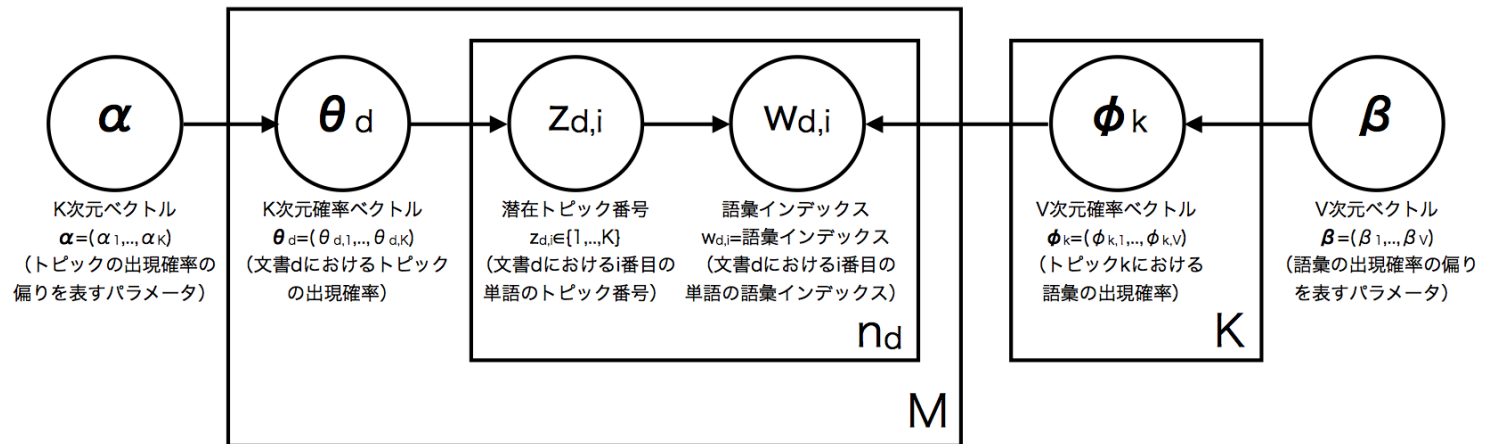 α
θd
zd,i
wd,i
ϕk
β
K次元ベクトル
α=(α1,..,αK)
（トピックの出現確率の
偏りを表すパラメータ）
K次元確率ベクトル
θd=(θd,1,..,θd,K)
（文書dにおけるトピック
の出現確率）
潜在トピック番号
zd,i∈{1,..,K}
（文書dにおけるi番目の
単語のトピック番号）
語彙インデックス
wd,i=語彙インデックス
（文書dにおけるi番目の
単語の語彙インデックス）
V次元確率ベクトル
ϕk=(ϕk,1,..,ϕk,V)
（トピックkにおける
語彙の出現確率）
V次元ベクトル
β=(β1,..,βV)
（語彙の出現確率の偏り
を表すパラメータ）
nd
K
M